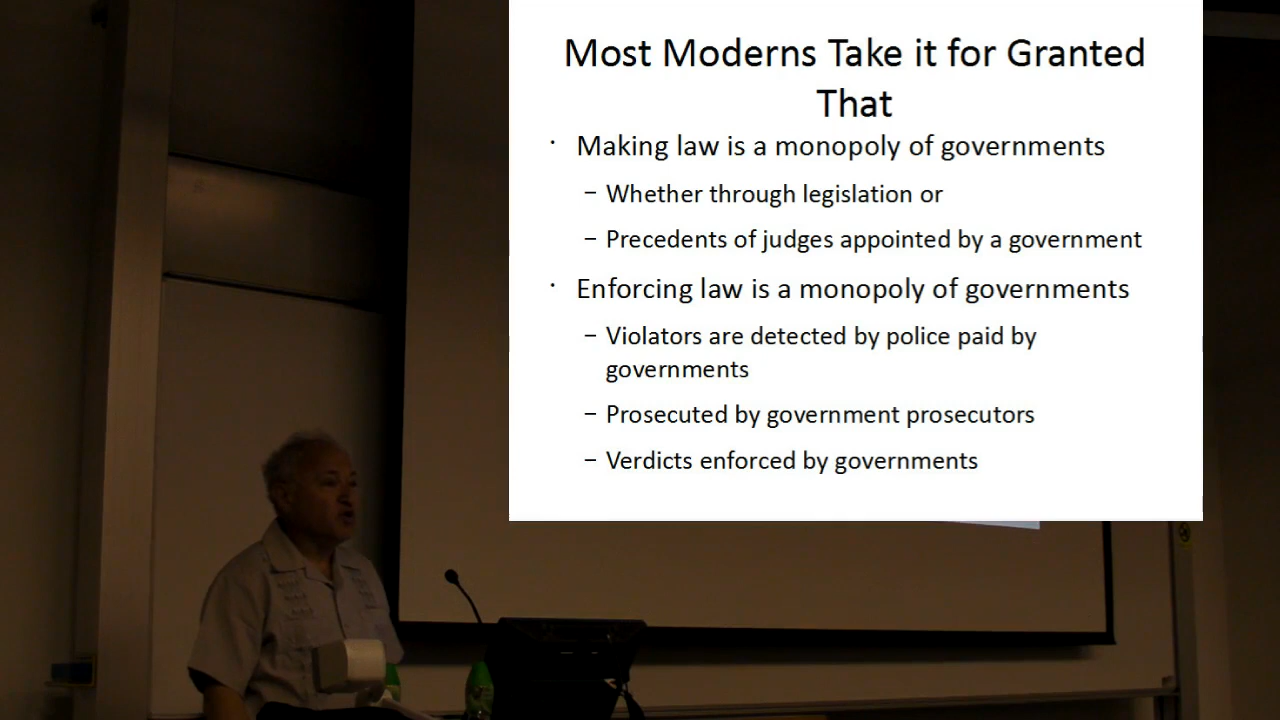 Most Moderns Take it for Granted
That
· Making law is a monopoly of governments
– Whether through legislation or
– Precedents of judges appointed by a government
· Enforcing law is a monopoly of governments
– Violators are detected by police paid by
governments
– Prosecuted by government prosecutors
– Verdicts enforced by governments